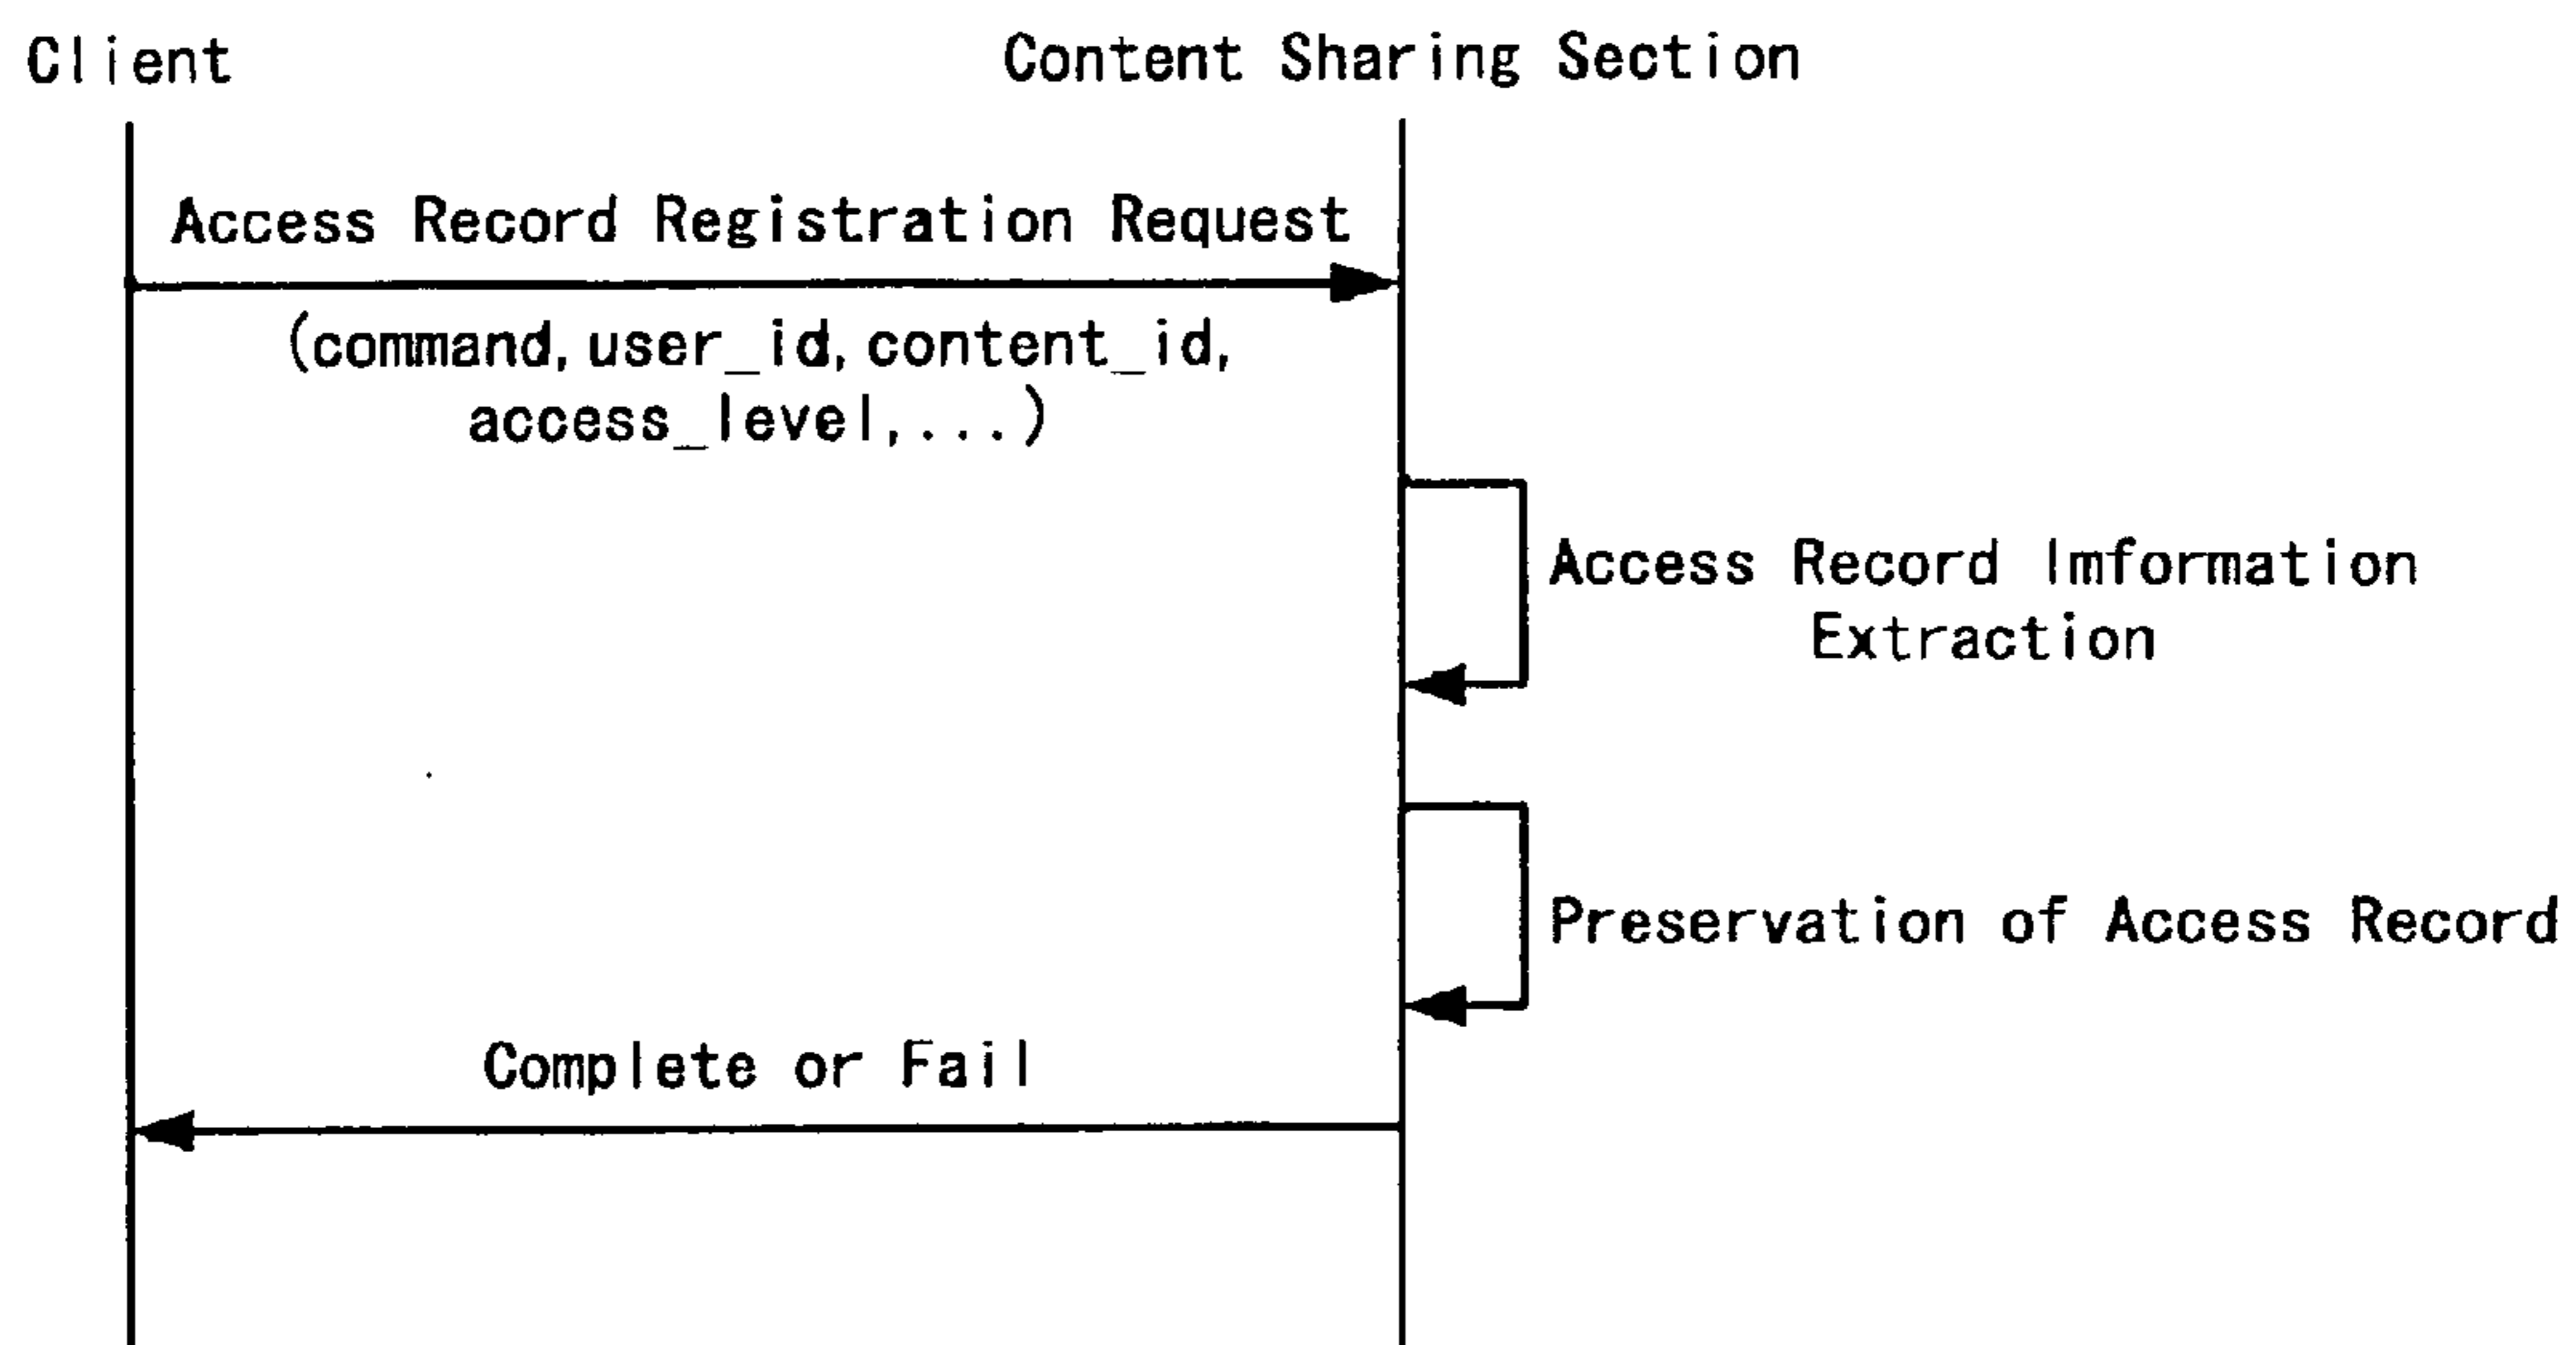 Client
Content Sharing Section
Access Record Registration Request
(command, user_id, content_id,
access_level, ...)
Access Record Imformation
Extraction
Preservation of Access Record
Complete or Fail